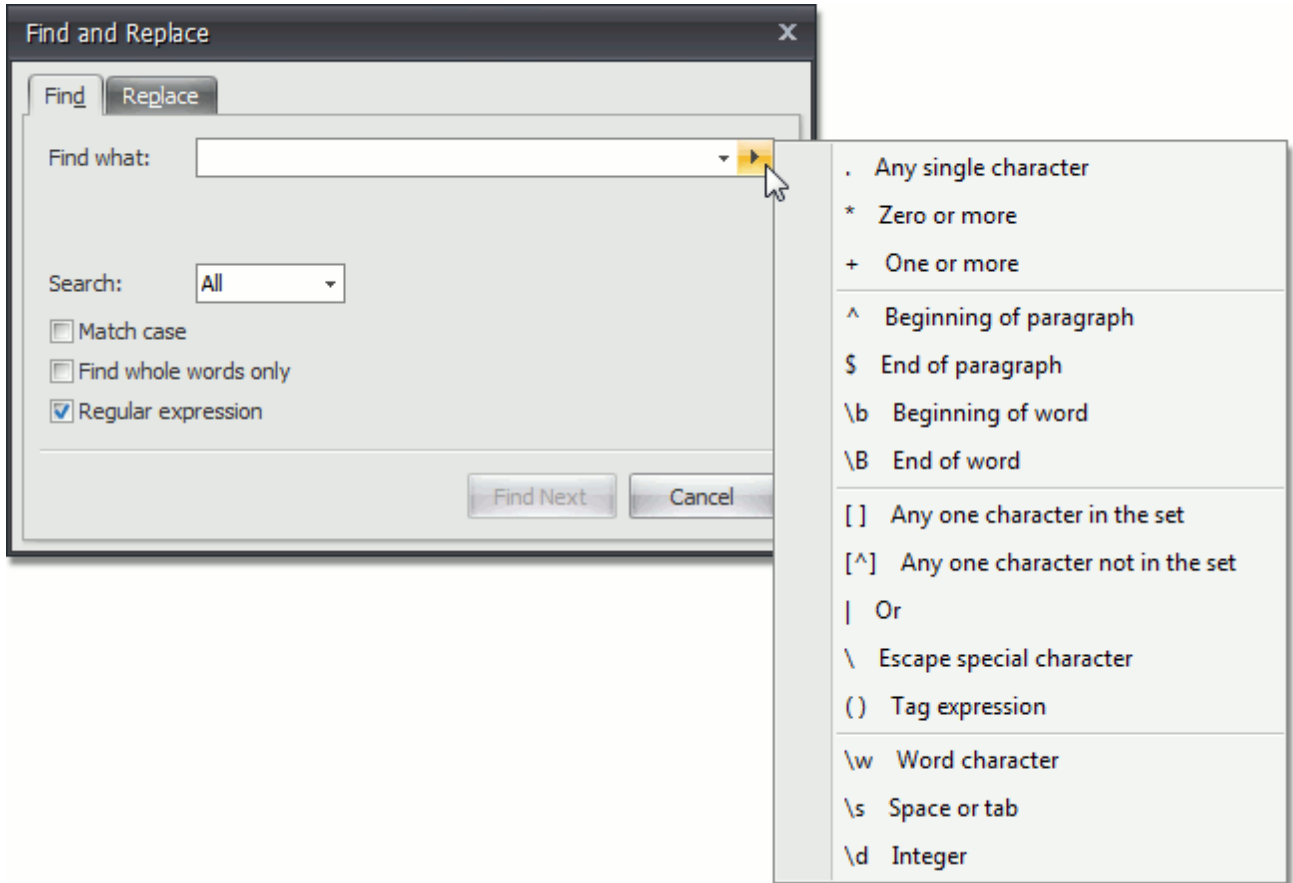 Find and Replace x
Find Replace
Find what:
Search: All
Match case
Find whole words only
Regular expression
Find Next Cancel
. Any single character
* Zero or more
+ One or more
^ Beginning of paragraph
$ End of paragraph
\b Beginning of word
\B End of word
[ ] Any one character in the set
[^] Any one character not in the set
| Or
\ Escape special character
( ) Tag expression
\w Word character
\s Space or tab
\d Integer